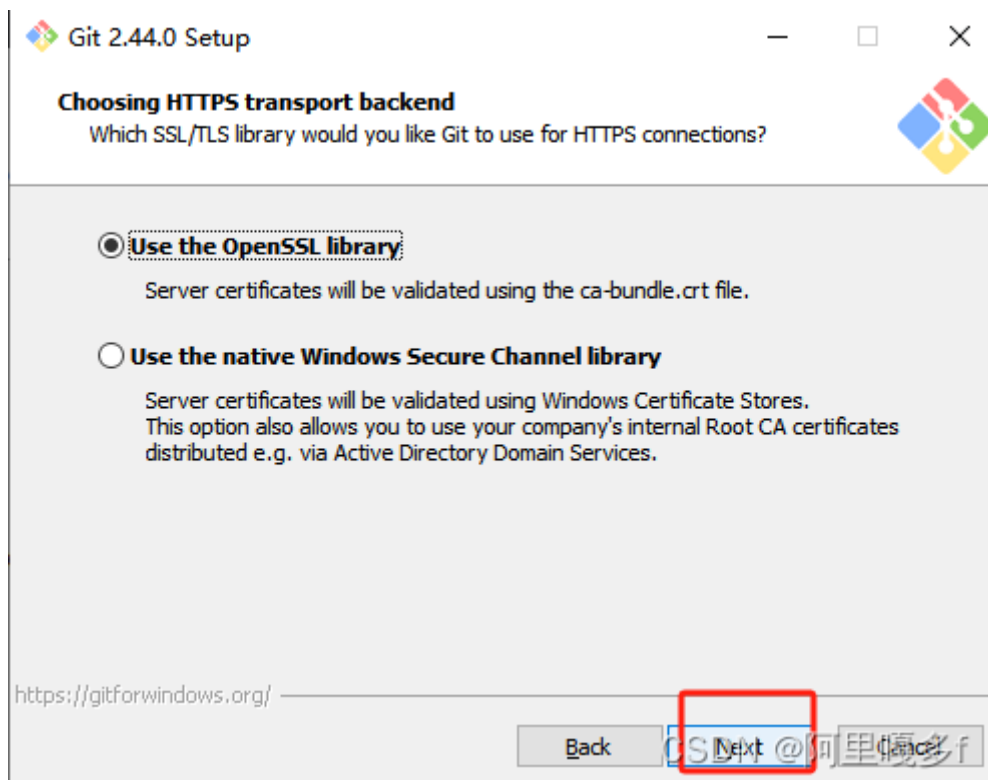 Git 2.44.0 Setup
Choosing HTTPS transport backend
Which SSL/TLS library would you like Git to use for HTTPS connections?
Use the OpenSSL library
Server certificates will be validated using the ca-bundle.crt file.
Use the native Windows Secure Channel library
Server certificates will be validated using Windows Certificate Stores.
This option also allows you to use your company's internal Root CA certificates
distributed e.g. via Active Directory Domain Services.
https://gitforwindows.org/
Back Next Cancel
CSDN @阿里嘎多f